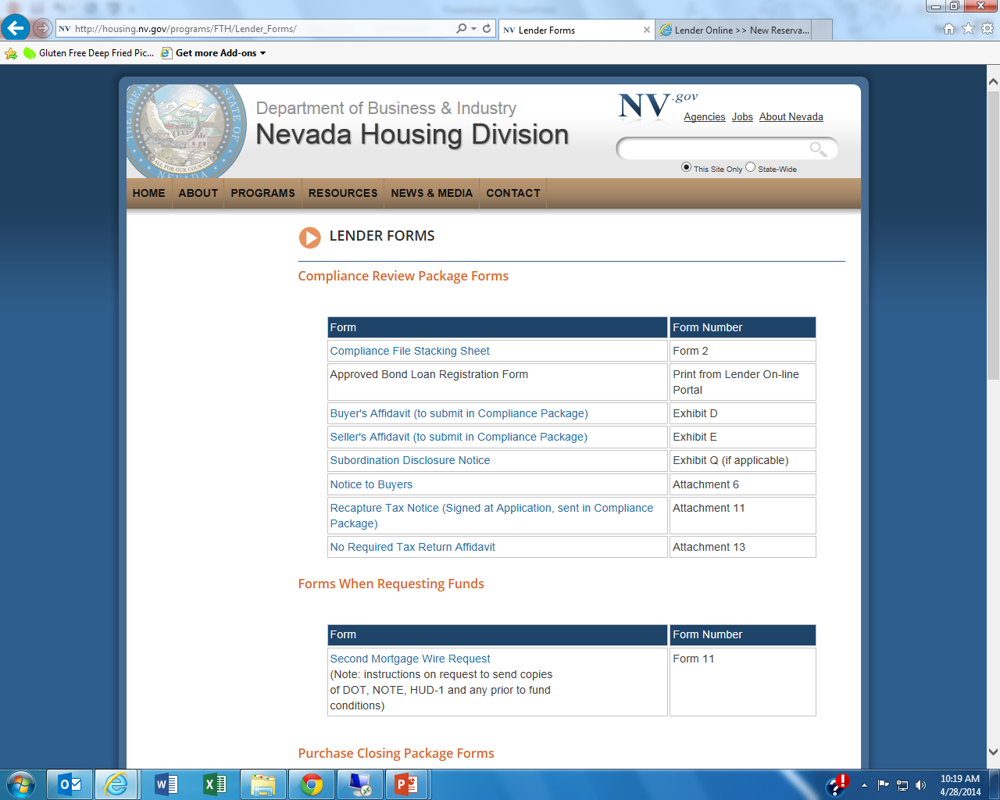 http://housing.nv.gov/programs/FTH/Lender_Forms/
NV Lender Forms
Lender Online >> New Reserva...
Gluten Free Deep Fried Pic...
Get more Add-ons
Department of Business & Industry
Nevada Housing Division
NV.gov
Agencies Jobs About Nevada
This Site Only State-Wide
ALL FOR OUR COUNTRY
NEVADA
HOME ABOUT PROGRAMS RESOURCES NEWS & MEDIA CONTACT
LENDER FORMS
Compliance Review Package Forms
Form Form Number
Compliance File Stacking Sheet Form 2
Approved Bond Loan Registration Form Print from Lender On-line
Portal
Buyer's Affidavit (to submit in Compliance Package) Exhibit D
Seller's Affidavit (to submit in Compliance Package) Exhibit E
Subordination Disclosure Notice Exhibit Q (if applicable)
Notice to Buyers Attachment 6
Recapture Tax Notice (Signed at Application, sent in Compliance Attachment 11
Package)
No Required Tax Return Affidavit Attachment 13
Forms When Requesting Funds
Form Form Number
Second Mortgage Wire Request Form 11
(Note: instructions on request to send copies
of DOT, NOTE, HUD-1 and any prior to fund
conditions)
Purchase Closing Package Forms
10:19 AM
4/28/2014